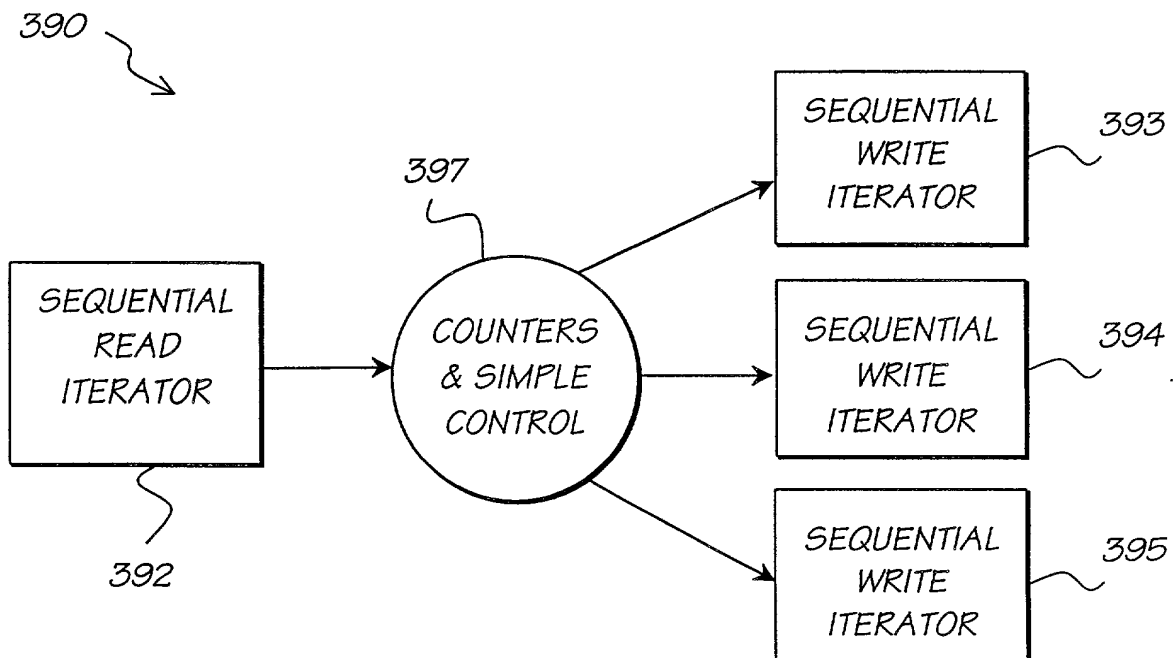 390
SEQUENTIAL
WRITE
ITERATOR
393
397
SEQUENTIAL
READ
ITERATOR
392
COUNTERS
& SIMPLE
CONTROL
SEQUENTIAL
WRITE
ITERATOR
394
SEQUENTIAL
WRITE
ITERATOR
395